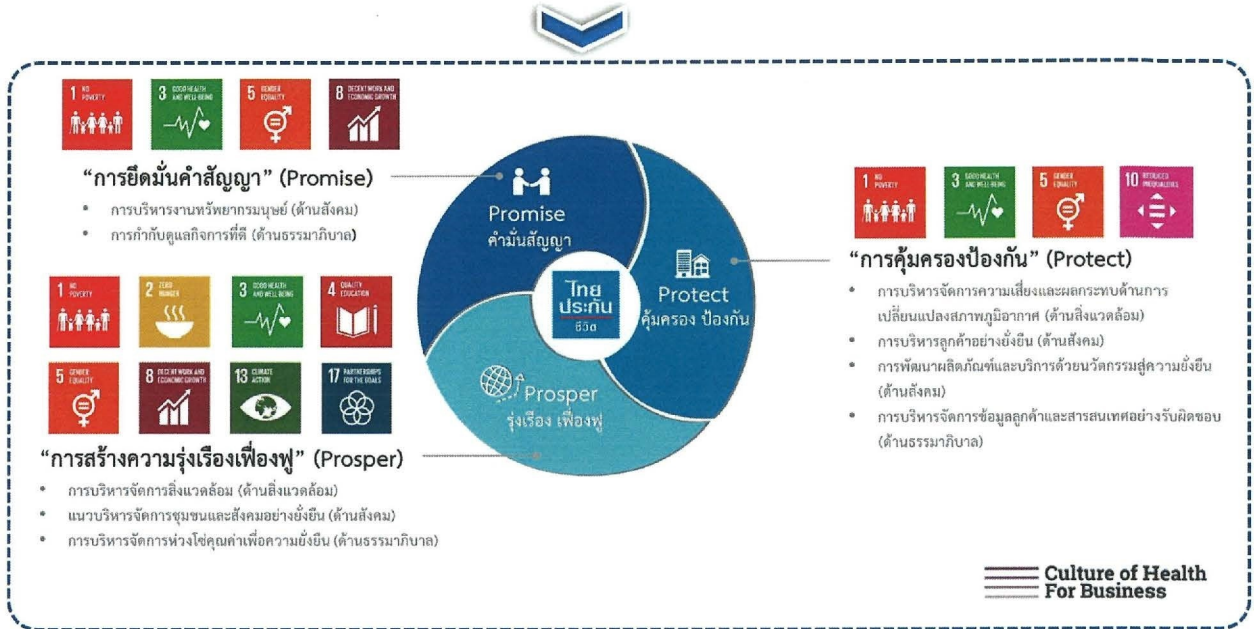 1 NO POVERTY
3 GOOD HEALTH AND WELL-BEING
5 GENDER EQUALITY
8 DECENT WORK AND ECONOMIC GROWTH
“การยึดมั่นคำสัญญา” (Promise)
• การบริหารงานทรัพยากรมนุษย์ (ด้านสังคม)
• การกำกับดูแลกิจการที่ดี (ด้านธรรมาภิบาล)
1 NO POVERTY
2 ZERO HUNGER
3 GOOD HEALTH AND WELL-BEING
4 QUALITY EDUCATION
5 GENDER EQUALITY
8 DECENT WORK AND ECONOMIC GROWTH
13 CLIMATE ACTION
17 PARTNERSHIPS FOR THE GOALS
“การสร้างความรุ่งเรืองเฟื่องฟู” (Prosper)
• การบริหารจัดการสิ่งแวดล้อม (ด้านสิ่งแวดล้อม)
• แนวบริหารจัดการชุมชนและสังคมอย่างยั่งยืน (ด้านสังคม)
• การบริหารจัดการห่วงโซ่คุณค่าเพื่อความยั่งยืน (ด้านธรรมาภิบาล)
Promise
คำมั่นสัญญา
Protect
คุ้มครอง ป้องกัน
Prosper
รุ่งเรือง เฟื่องฟู
ไทย
ประกัน
ชีวิต
1 NO POVERTY
3 GOOD HEALTH AND WELL-BEING
5 GENDER EQUALITY
10 REDUCED INEQUALITIES
“การคุ้มครองป้องกัน” (Protect)
• การบริหารจัดการความเสี่ยงและผลกระทบด้านการ
เปลี่ยนแปลงสภาพภูมิอากาศ (ด้านสิ่งแวดล้อม)
• การบริหารลูกค้าอย่างยั่งยืน (ด้านสังคม)
• การพัฒนาผลิตภัณฑ์และบริการด้วยนวัตกรรมสู่ความยั่งยืน
(ด้านสังคม)
• การบริหารจัดการข้อมูลลูกค้าและสารสนเทศอย่างรับผิดชอบ
(ด้านธรรมาภิบาล)
Culture of Health
For Business